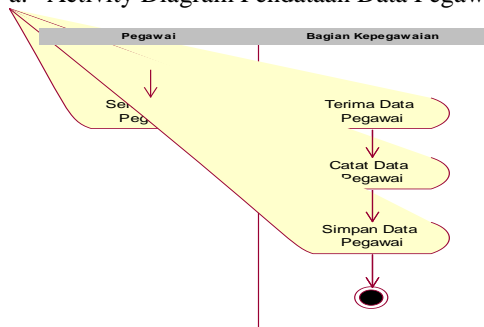 a. Activity Diagram Pendataan Data Pegaw
Pegawai Bagian Kepegawaian
Terima Data
Pegawai
Catat Data
Pegawai
Simpan Data
Pegawai